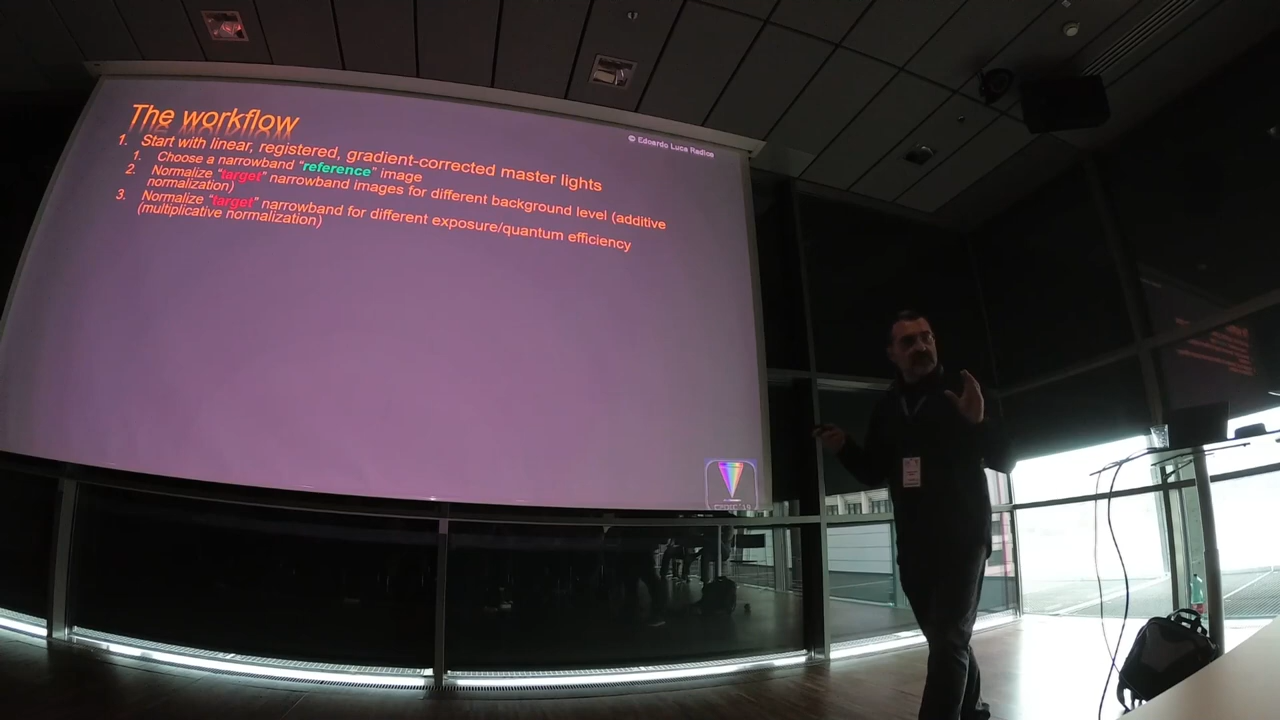 The workflow
© Edoardo Luca Radice
1. Start with linear, registered, gradient-corrected master lights
1. Choose a narrowband "reference" image
2. Normalize "target" narrowband images for different background level (additive
normalization)
3. Normalize "target" narrowband for different exposure/quantum efficiency
(multiplicative normalization)